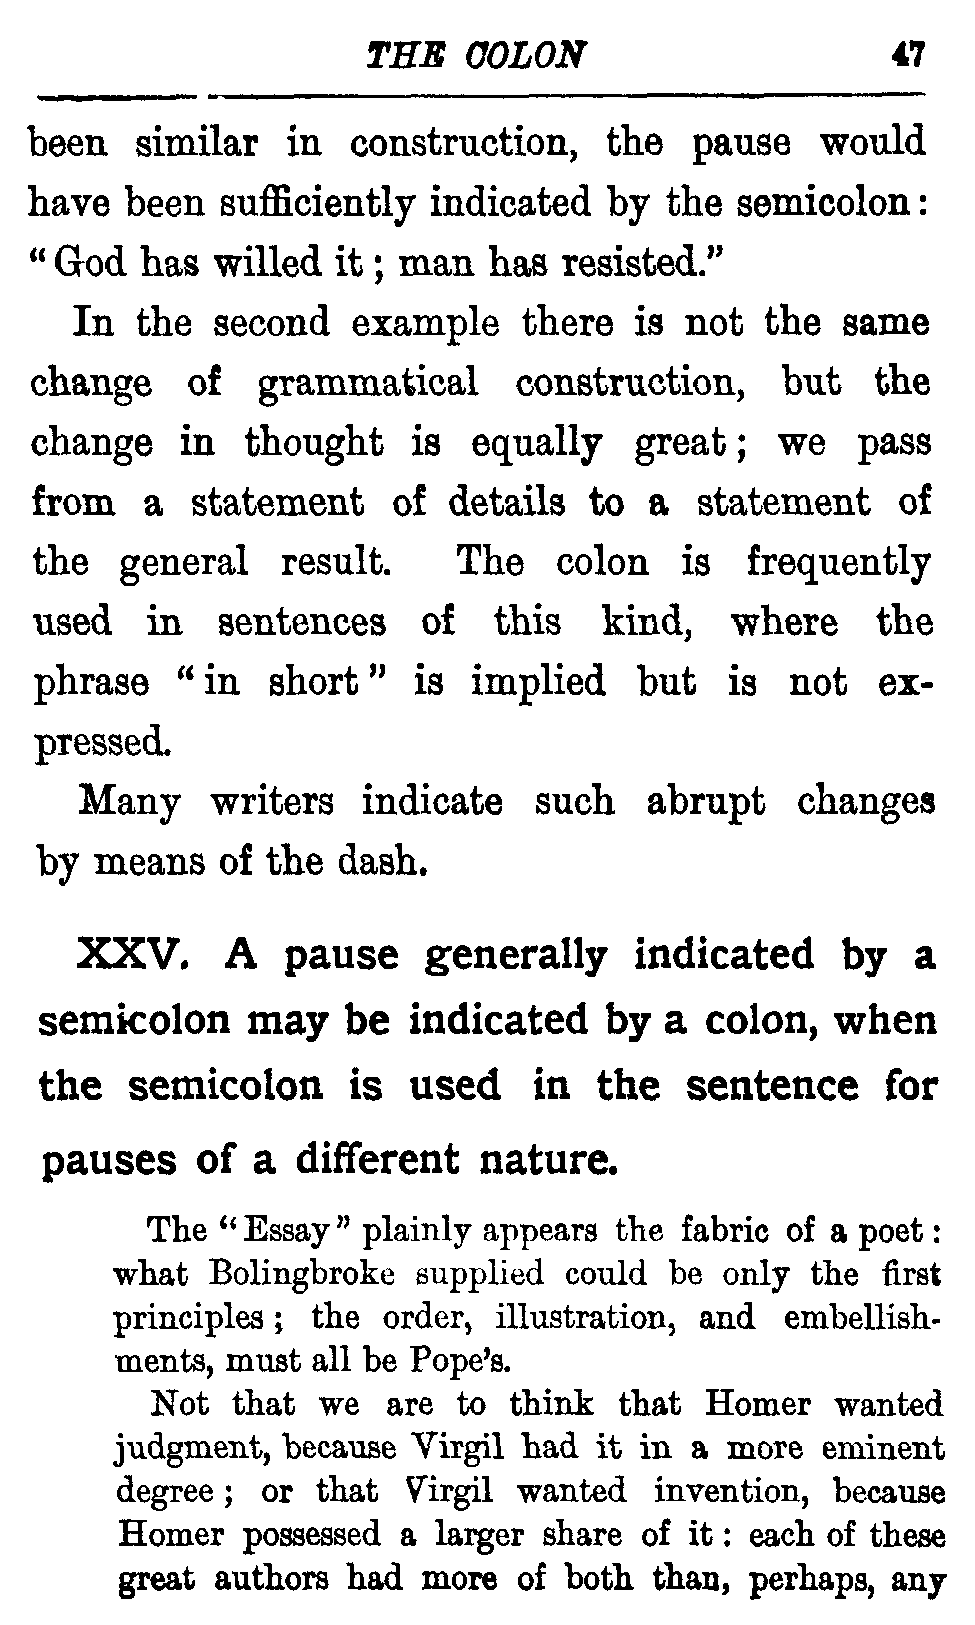 THE COLON 47
been similar in construction, the pause would
have been sufficiently indicated by the semicolon:
“God has willed it; man has resisted.”
In the second example there is not the same
change of grammatical construction, but the
change in thought is equally great; we pass
from a statement of details to a statement of
the general result. The colon is frequently
used in sentences of this kind, where the
phrase “in short” is implied but is not ex-
pressed.
Many writers indicate such abrupt changes
by means of the dash.
XXV. A pause generally indicated by a
semicolon may be indicated by a colon, when
the semicolon is used in the sentence for
pauses of a different nature.
The “Essay” plainly appears the fabric of a poet:
what Bolingbroke supplied could be only the first
principles; the order, illustration, and embellish-
ments, must all be Pope's.
Not that we are to think that Homer wanted
judgment, because Virgil had it in a more eminent
degree; or that Virgil wanted invention, because
Homer possessed a larger share of it: each of these
great authors had more of both than, perhaps, any